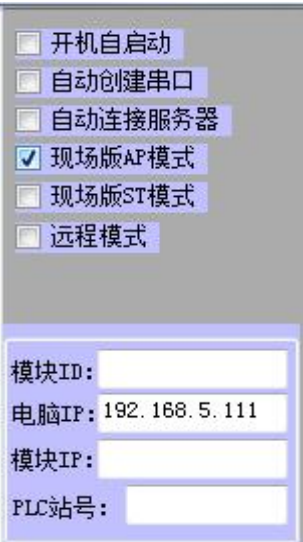 开机自启动
自动创建串口
自动连接服务器
现场版AP模式
现场版ST模式
远程模式
模块ID:
电脑IP: 192.168.5.111
模块IP:
PLC站号: